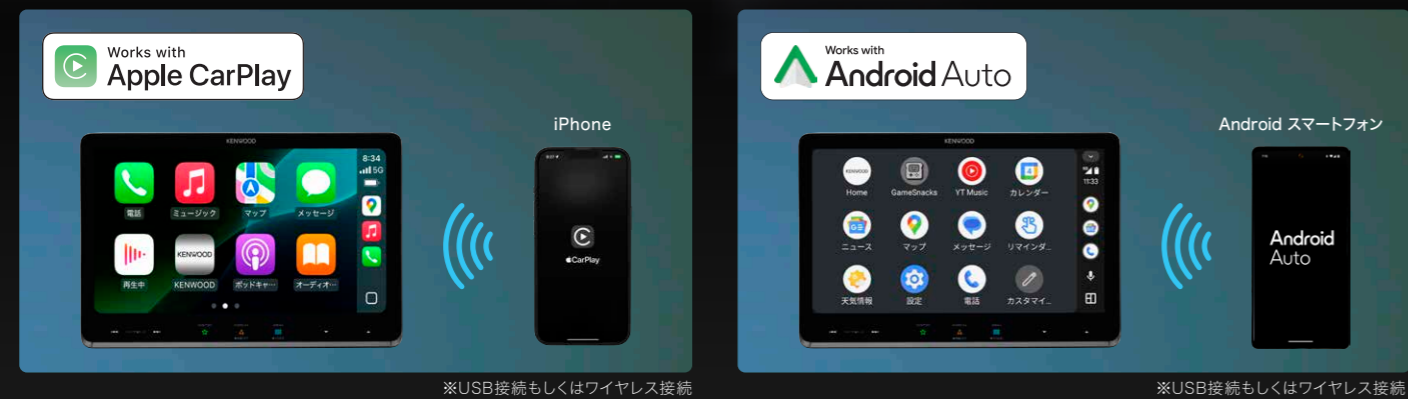 Works with
Apple CarPlay
iPhone
KENWOOD
8:34
5G
電話
ミュージック
マップ
メッセージ
KENWOOD
再生中
KENWOOD
ポッドキャ…
オーディオ…
CarPlay
※USB接続もしくはワイヤレス接続
Works with
Android Auto
Android スマートフォン
KENWOOD
11:33
KENWOOD
Home
GameSnacks
YT Music
カレンダー
ニュース
マップ
メッセージ
リマインダ…
天気情報
設定
電話
カスタマイ…
Android
Auto
※USB接続もしくはワイヤレス接続